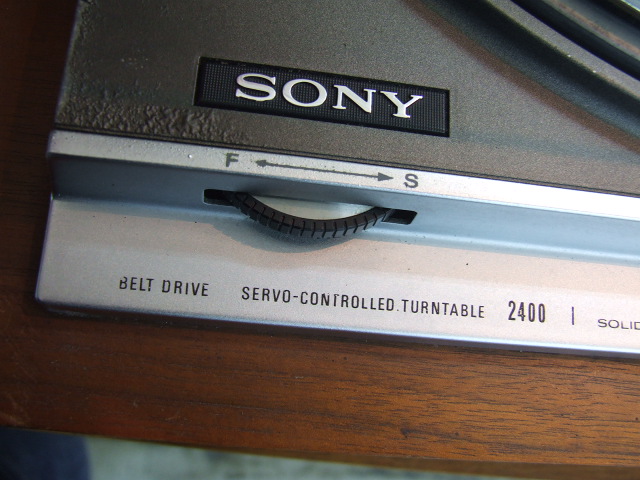 SONY
F S
BELT DRIVE SERVO-CONTROLLED TURNTABLE 2400 | SOLID